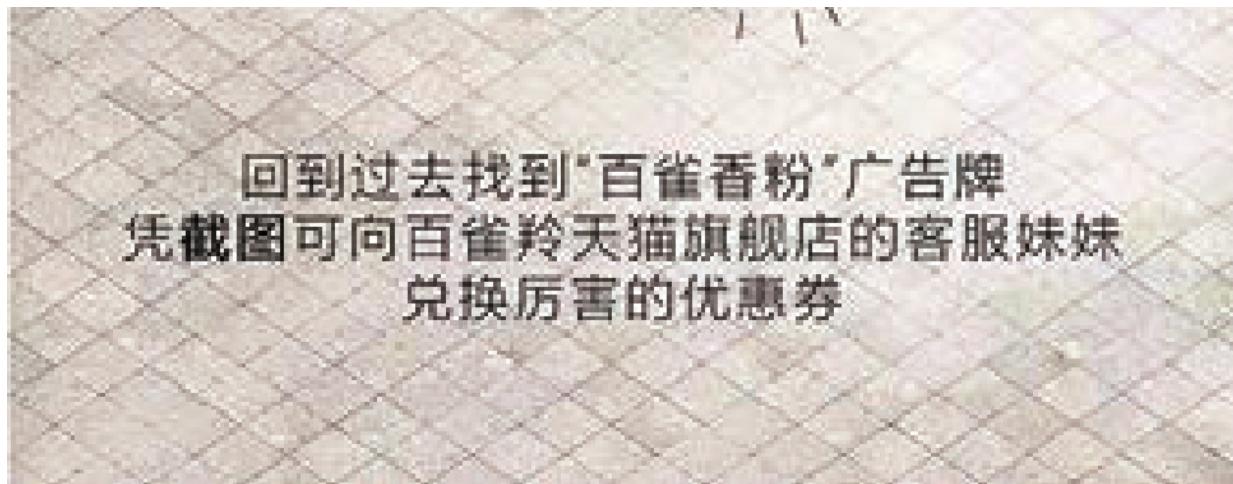 回到过去找到“百雀香粉”广告牌
凭截图可向百雀羚天猫旗舰店的客服妹妹
兑换厉害的优惠券